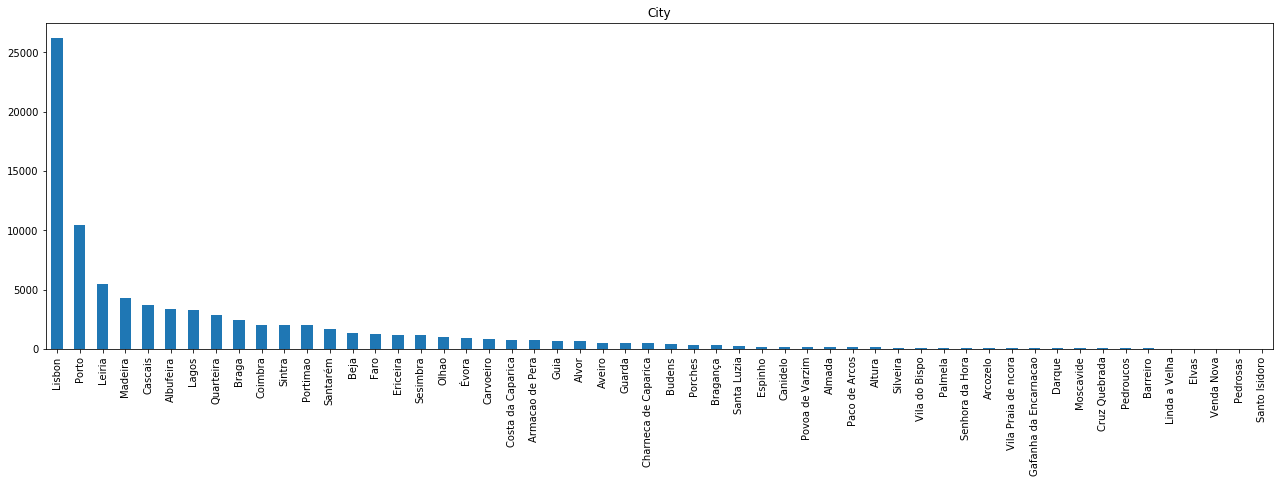 City
25000
20000
15000
10000
5000
0
Lisbon
Porto
Leiria
Madeira
Cascais
Albufeira
Lagos
Quarteira
Braga
Coimbra
Sintra
Portimao
Santarém
Beja
Faro
Ericeira
Sesimbra
Olhao
Évora
Carvoeiro
Costa da Caparica
Armacao de Pera
Guia
Alvor
Aveiro
Guarda
Charneca de Caparica
Budens
Porches
Bragança
Santa Luzia
Espinho
Canidelo
Povoa de Varzim
Almada
Paco de Arcos
Altura
Silveira
Vila do Bispo
Palmela
Senhora da Hora
Arcozelo
Vila Praia de ncora
Gafanha da Encarnacao
Darque
Moscavide
Cruz Quebrada
Pedroucos
Barreiro
Linda a Velha
Elvas
Venda Nova
Pedrosas
Santo Isidoro